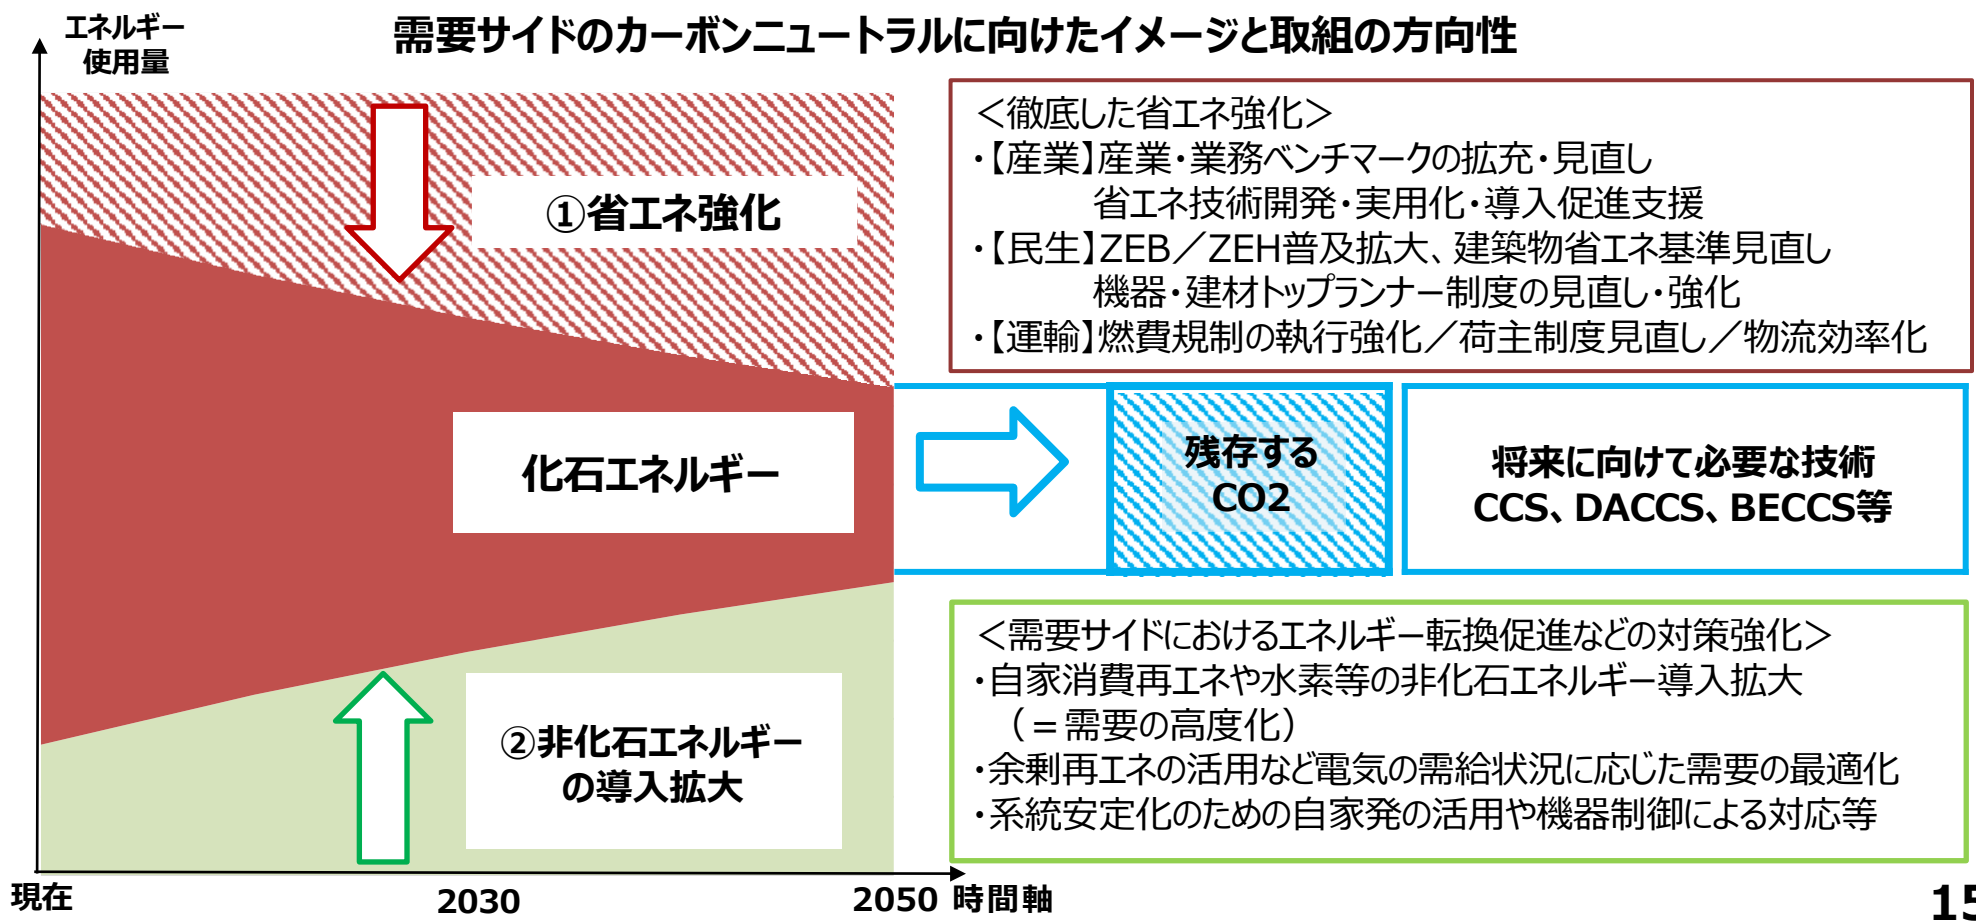 需要サイドのカーボンニュートラルに向けたイメージと取組の方向性
エネルギー
使用量
①省エネ強化
化石エネルギー
②非化石エネルギー
の導入拡大
現在
2030
2050
時間軸
＜徹底した省エネ強化＞
・【産業】産業・業務ベンチマークの拡充・見直し
省エネ技術開発・実用化・導入促進支援
・【民生】ZEB／ZEH普及拡大、建築物省エネ基準見直し
機器・建材トップランナー制度の見直し・強化
・【運輸】燃費規制の執行強化／荷主制度見直し／物流効率化
残存する
CO2
将来に向けて必要な技術
CCS、DACCS、BECCS等
＜需要サイドにおけるエネルギー転換促進などの対策強化＞
・自家消費再エネや水素等の非化石エネルギー導入拡大
（＝需要の高度化）
・余剰再エネの活用など電気の需給状況に応じた需要の最適化
・系統安定化のための自家発の活用や機器制御による対応等
15